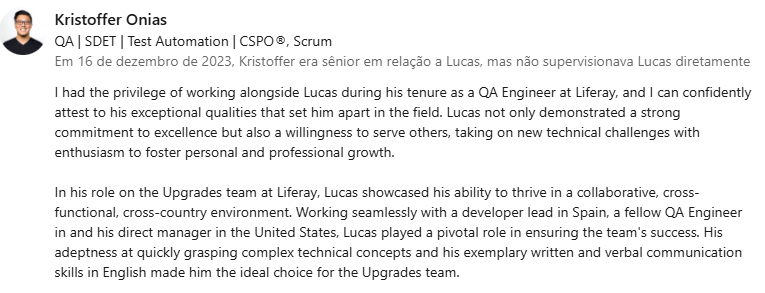 Kristoffer Onias
QA | SDET | Test Automation | CSPO®, Scrum
Em 16 de dezembro de 2023, Kristoffer era sênior em relação a Lucas, mas não supervisionava Lucas diretamente
I had the privilege of working alongside Lucas during his tenure as a QA Engineer at Liferay, and I can confidently
attest to his exceptional qualities that set him apart in the field. Lucas not only demonstrated a strong
commitment to excellence but also a willingness to serve others, taking on new technical challenges with
enthusiasm to foster personal and professional growth.
In his role on the Upgrades team at Liferay, Lucas showcased his ability to thrive in a collaborative, cross-
functional, cross-country environment. Working seamlessly with a developer lead in Spain, a fellow QA Engineer
in and his direct manager in the United States, Lucas played a pivotal role in ensuring the team's success. His
adeptness at quickly grasping complex technical concepts and his exemplary written and verbal communication
skills in English made him the ideal choice for the Upgrades team.